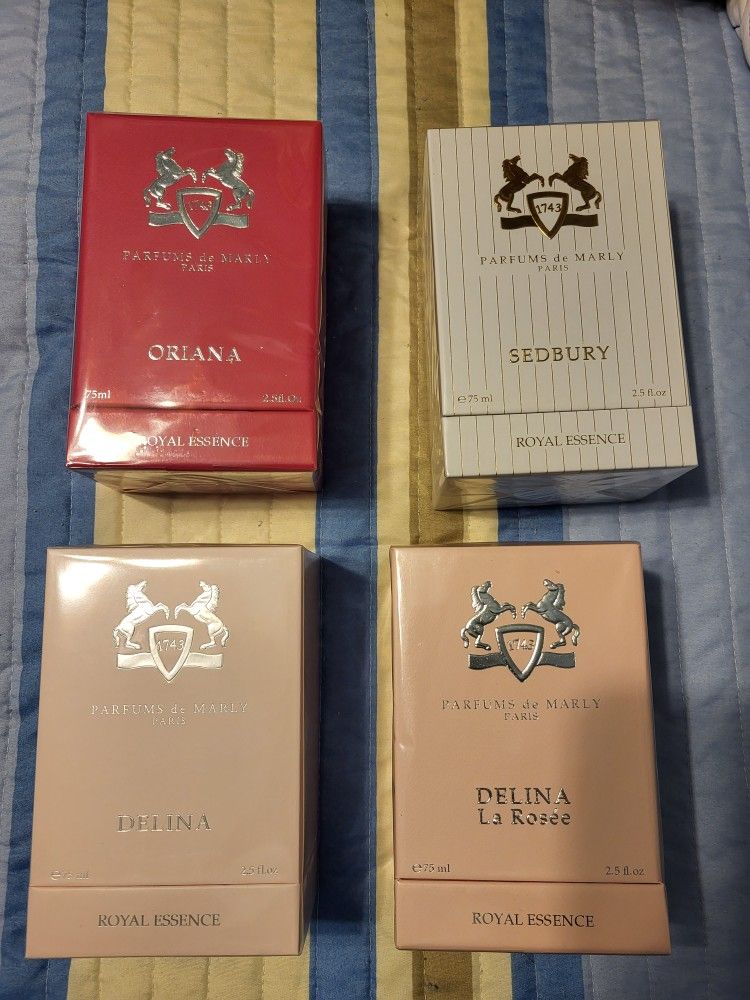 1743
PARFUMS de MARLY
PARIS
ORIANA
75ml 2.5fl.Oz
ROYAL ESSENCE
1743
PARFUMS de MARLY
PARIS
SEDBURY
℮75 ml 2.5 fl.oz
ROYAL ESSENCE
1743
PARFUMS de MARLY
PARIS
DELINA
℮75 ml 2.5 fl.oz
ROYAL ESSENCE
1743
PARFUMS de MARLY
PARIS
DELINA
La Rosée
℮75 ml 2.5 fl.oz
ROYAL ESSENCE